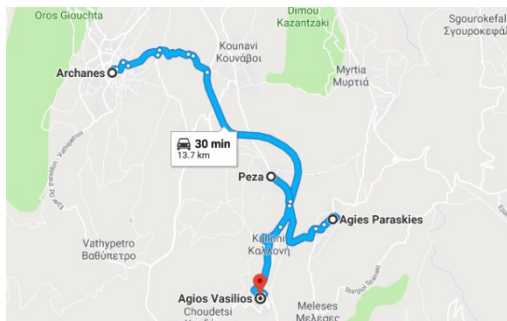 Oros Giouchta
Dimou
Kazantzaki
Sgourokefal
Σγουροκεφά
Kounavi
Κουνάβοι
Archanes
Myrtia
Μυρτιά
30 min
13.7 km
Peza
Agies Paraskies
Kalloni
Καλλονή
Vathypetro
Βαθύπετρο
Agios Vasilios
Choudetsi
Meleses
Μελεσες